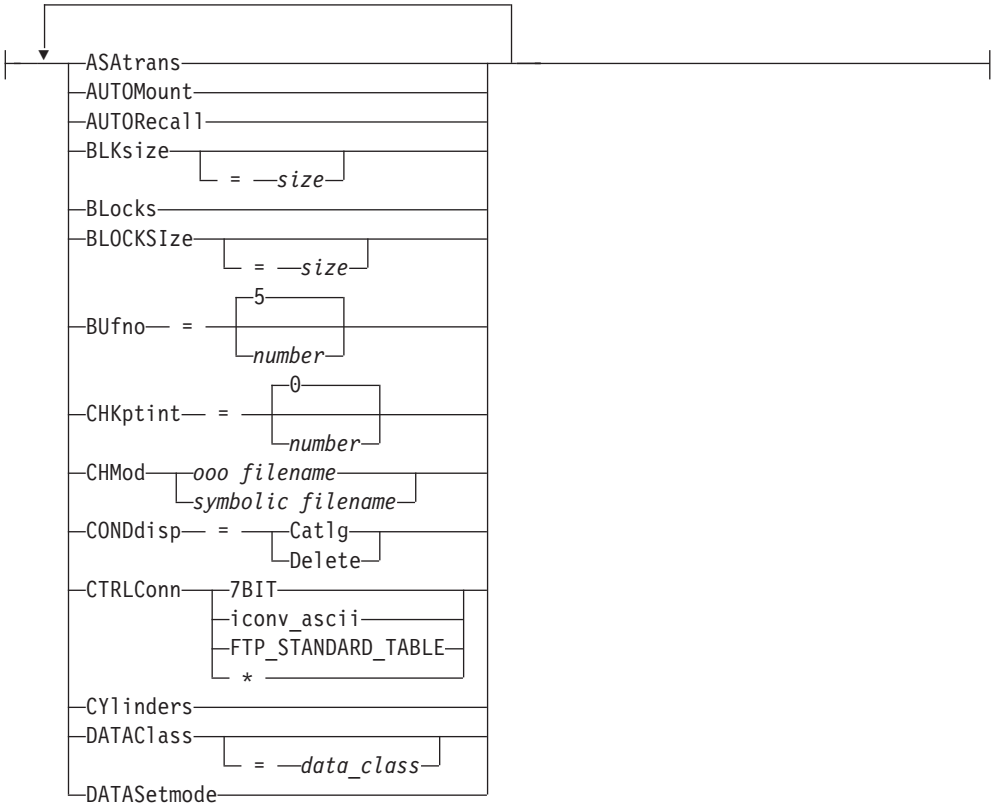 ASAtrans
AUTOMount
AUTORecall
BLKsize
= size
BLocks
BLOCKSIze
= size
5
BUfno =
number
0
CHKptint =
number
CHMod ooo filename
symbolic filename
CONDdisp = Catlg
Delete
CTRLConn 7BIT
iconv_ascii
FTP_STANDARD_TABLE
*
CYlinders
DATAClass
= data_class
DATASetmode